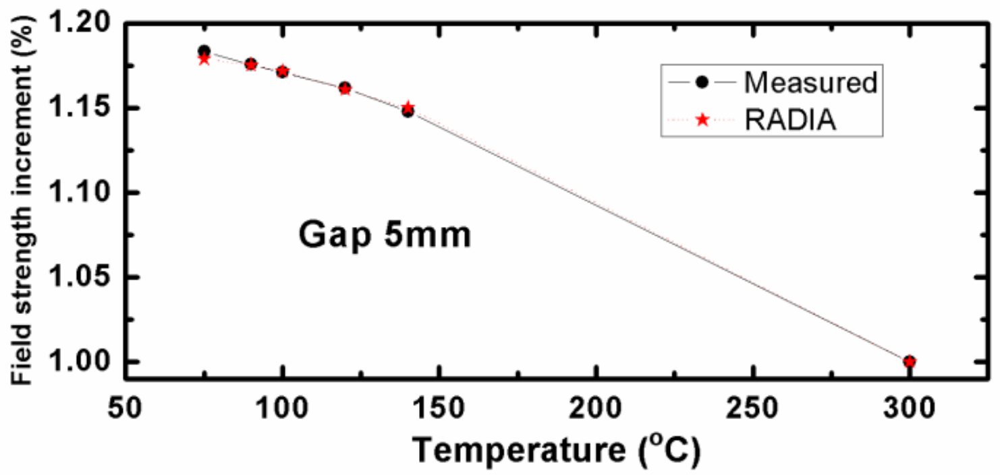 Field strength increment (%)
1.20
1.15
1.10
1.05
1.00
Measured
RADIA
Gap 5mm
50 100 150 200 250 300
Temperature (°C)